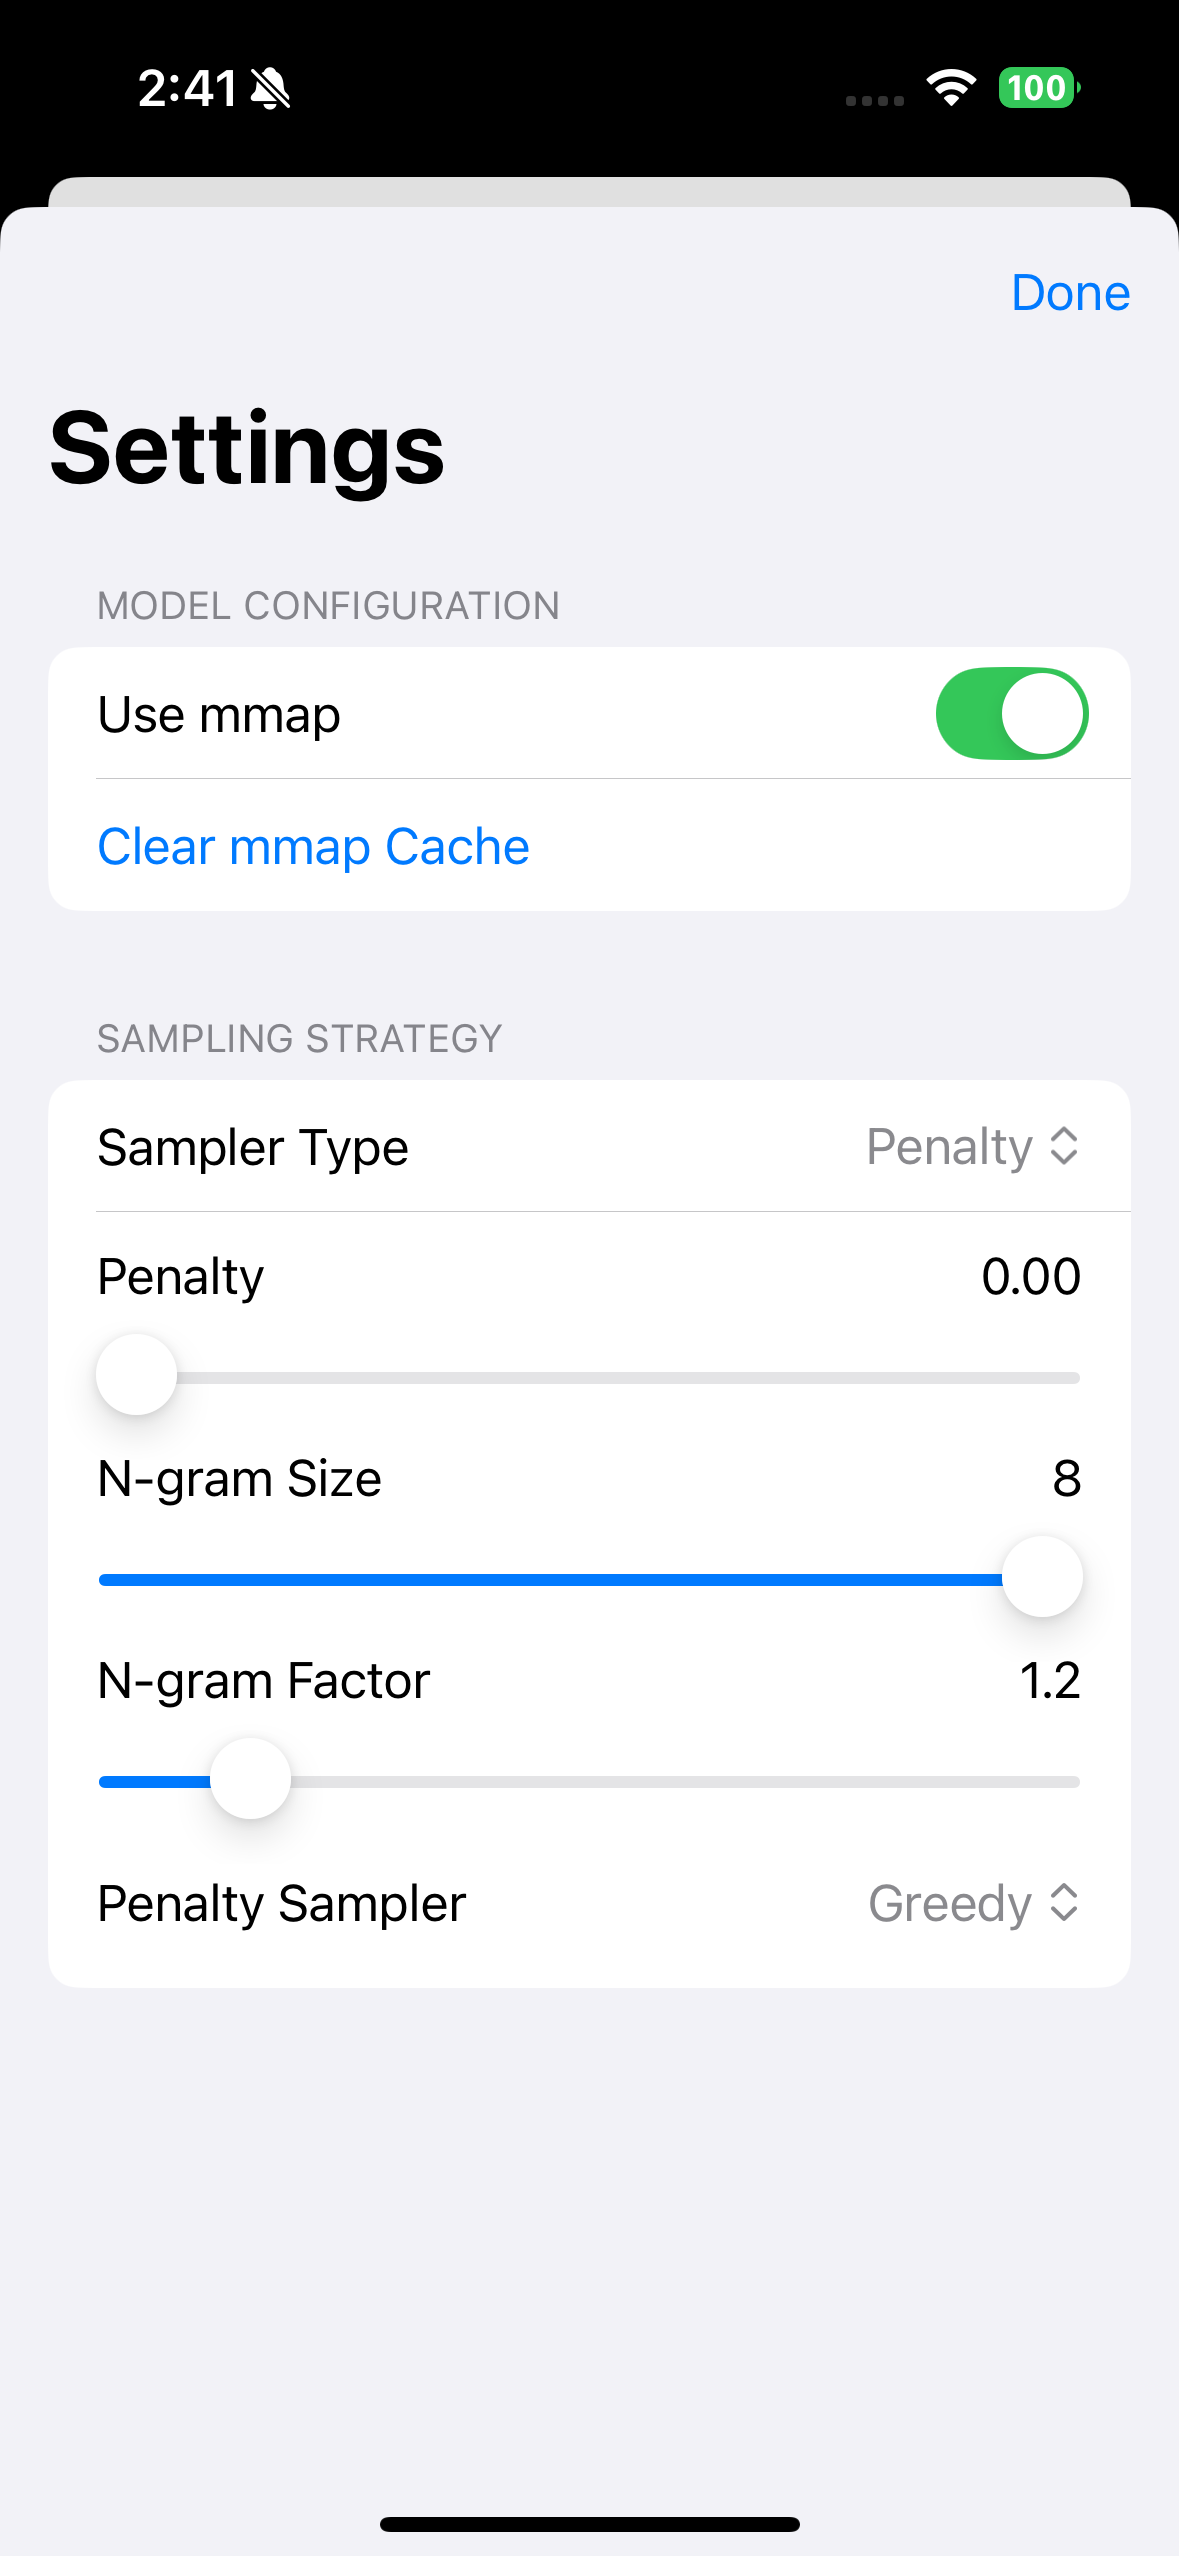 2:41
100
Done
Settings
MODEL CONFIGURATION
Use mmap
Clear mmap Cache
SAMPLING STRATEGY
Sampler Type Penalty
Penalty 0.00
N-gram Size 8
N-gram Factor 1.2
Penalty Sampler Greedy